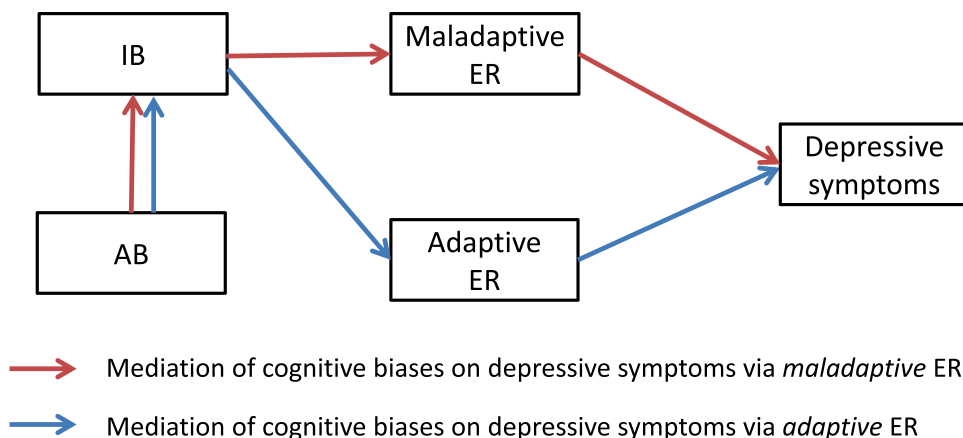 IB
Maladaptive
ER
Depressive
symptoms
AB
Adaptive
ER
Mediation of cognitive biases on depressive symptoms via maladaptive ER
Mediation of cognitive biases on depressive symptoms via adaptive ER